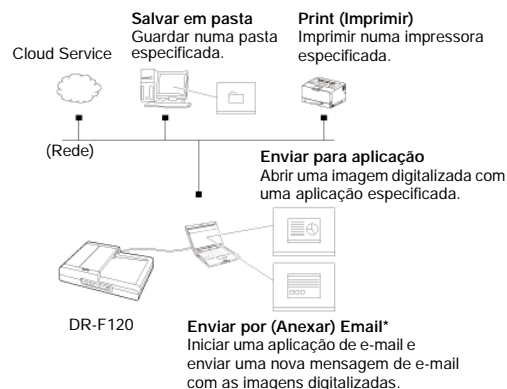 Salvar em pasta
Guardar numa pasta
especificada.
Print (Imprimir)
Imprimir numa impressora
especificada.
Cloud Service
(Rede)
Enviar para aplicação
Abrir uma imagem digitalizada com
uma aplicação especificada.
DR-F120
Enviar por (Anexar) Email*
Iniciar uma aplicação de e-mail e
enviar uma nova mensagem de e-mail
com as imagens digitalizadas.